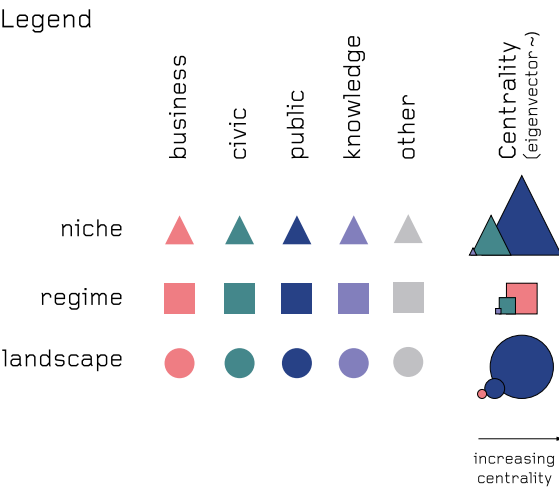 Legend
business
civic
public
knowledge
other
Centrality
(eigenvector~)
niche
regime
landscape
increasing
centrality